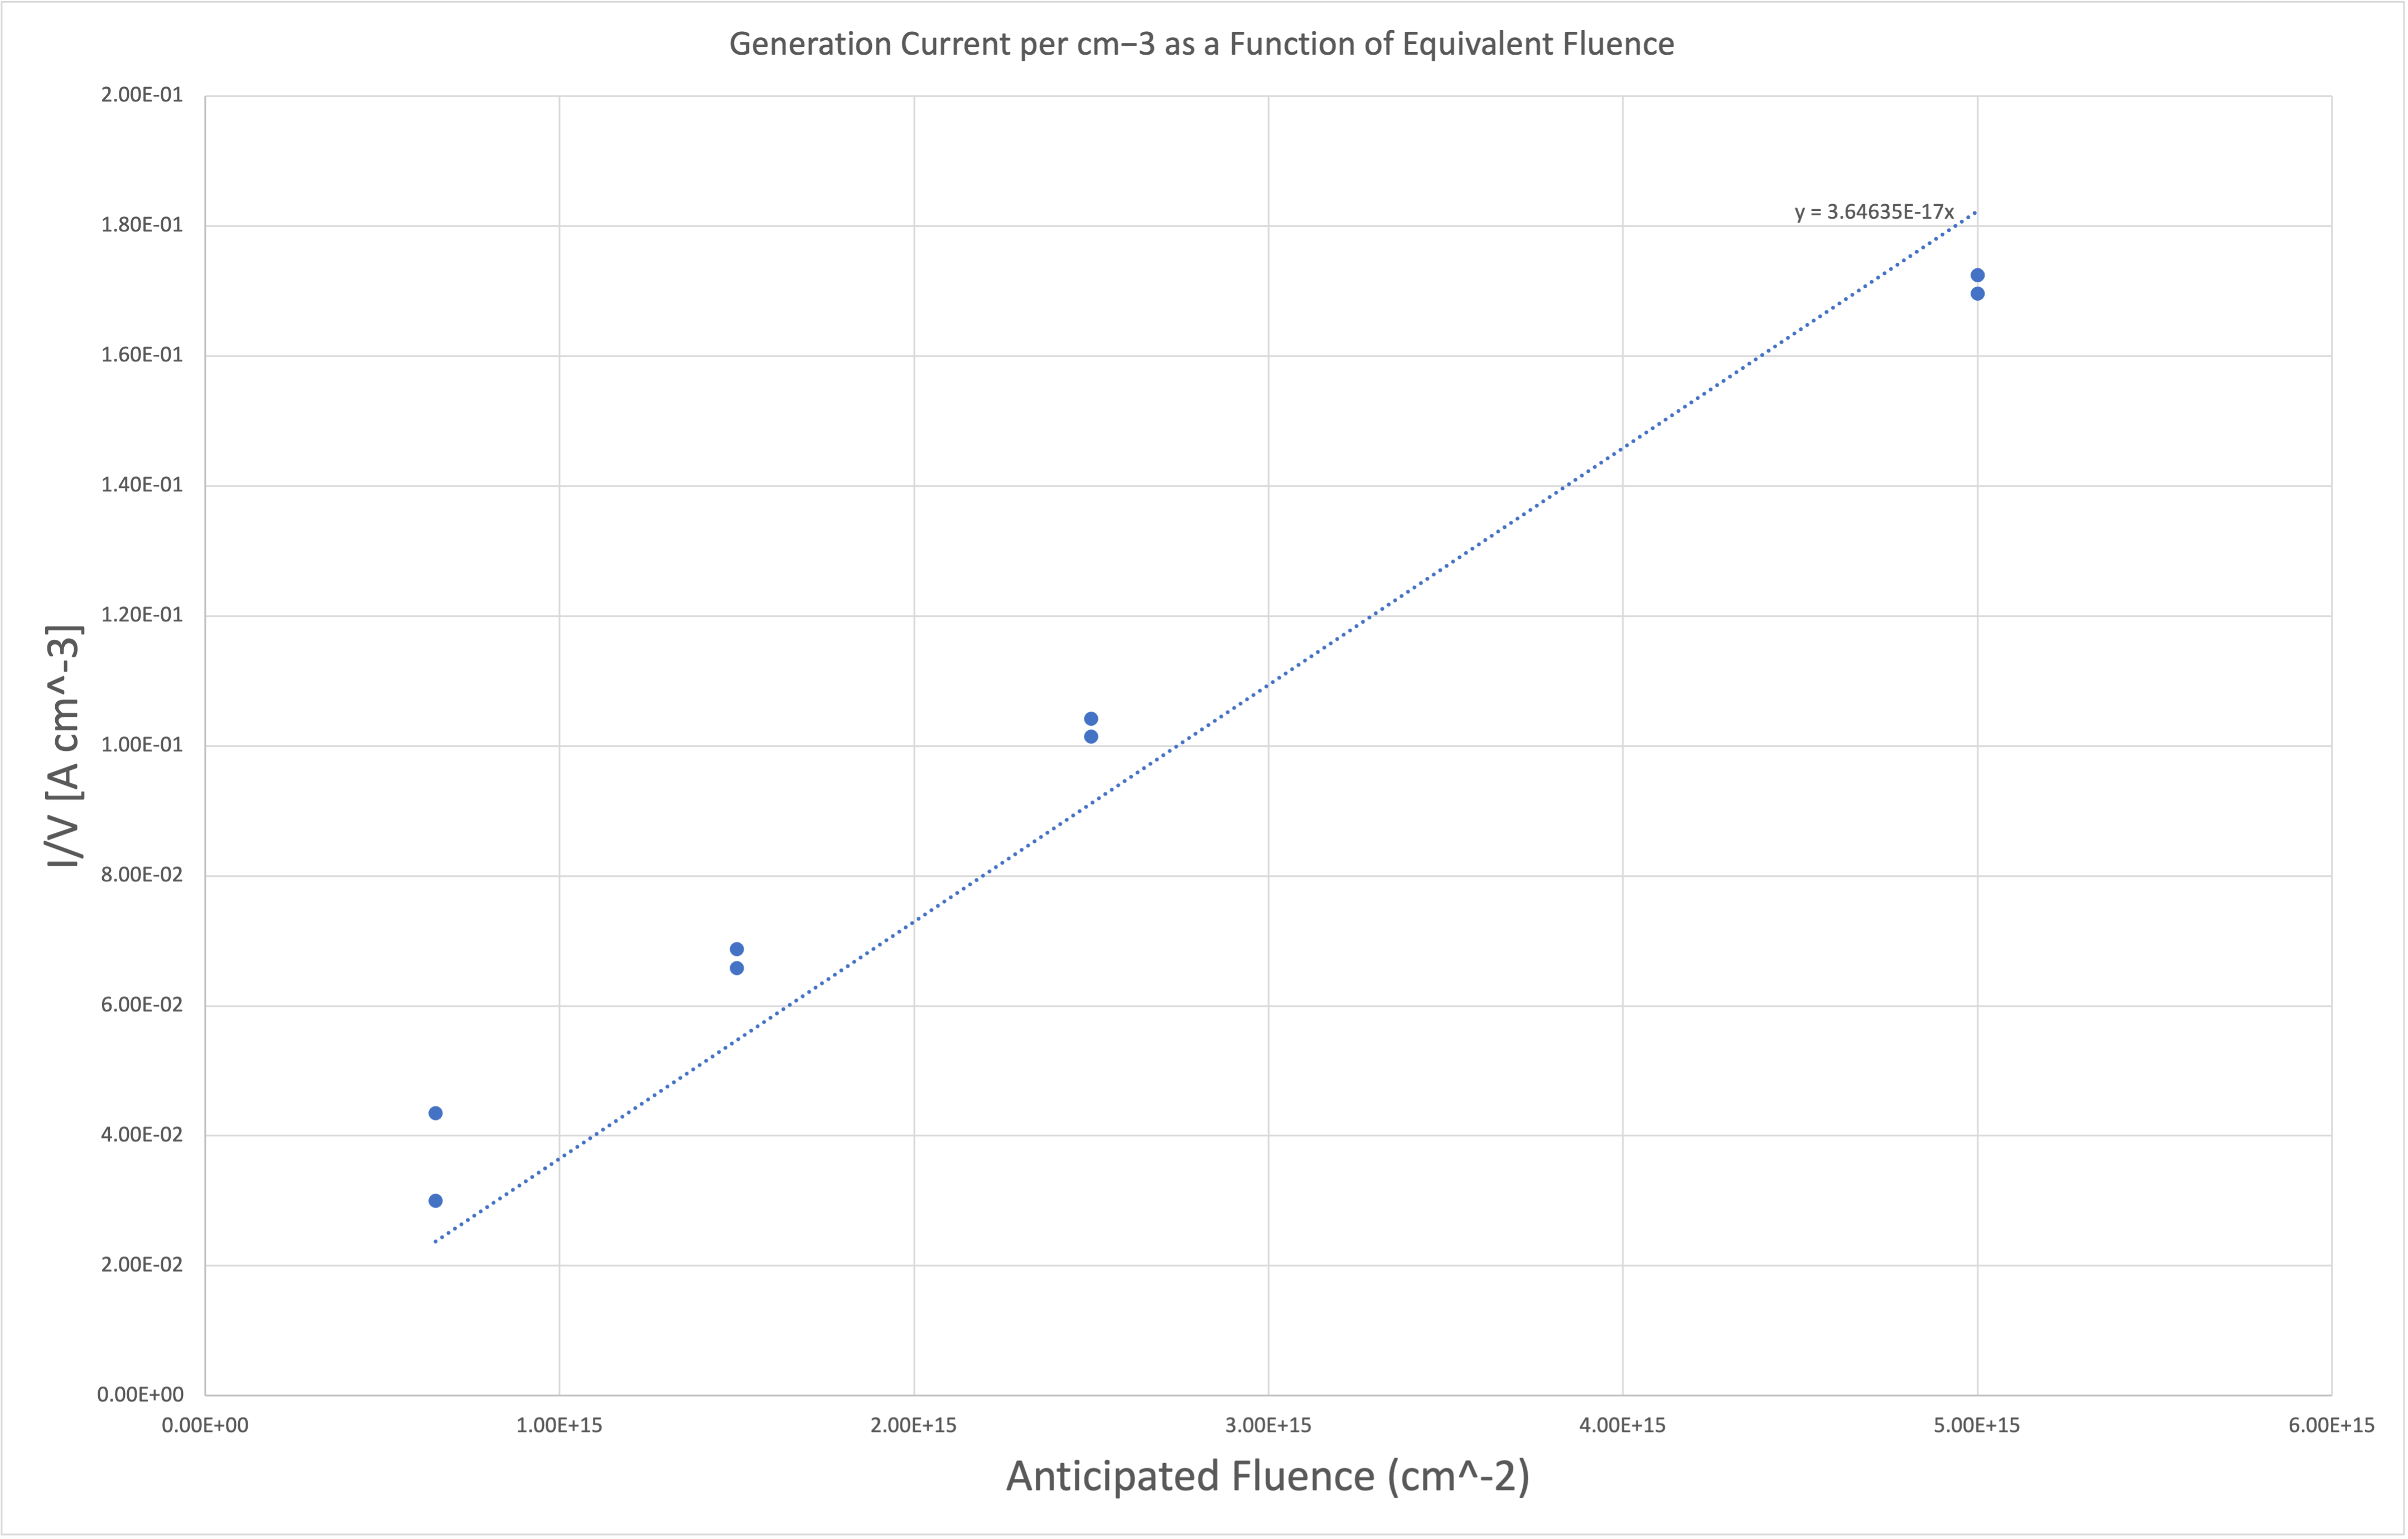 Generation Current per cm–3 as a Function of Equivalent Fluence
2.00E-01
1.80E-01
1.60E-01
1.40E-01
1.20E-01
1.00E-01
8.00E-02
6.00E-02
4.00E-02
2.00E-02
0.00E+00
I/V [A cm^-3]
y = 3.64635E-17x
0.00E+00 1.00E+15 2.00E+15 3.00E+15 4.00E+15 5.00E+15 6.00E+15
Anticipated Fluence (cm^-2)